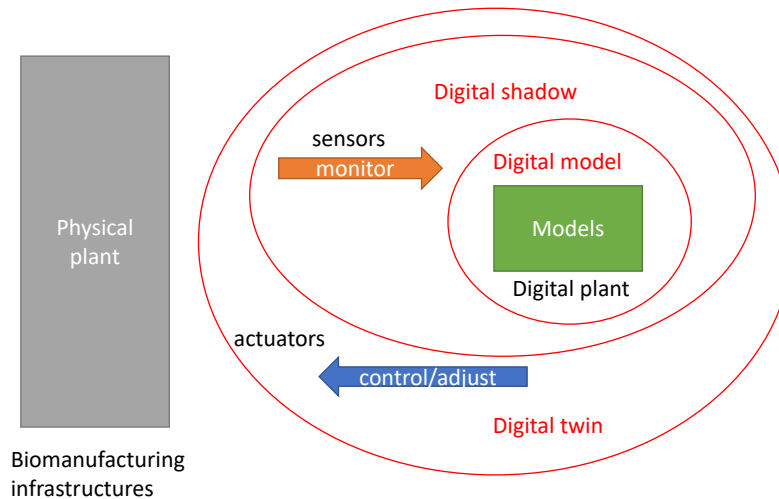 Digital shadow
sensors
monitor
Digital model
Physical
plant
Models
Digital plant
actuators
control/adjust
Digital twin
Biomanufacturing
infrastructures